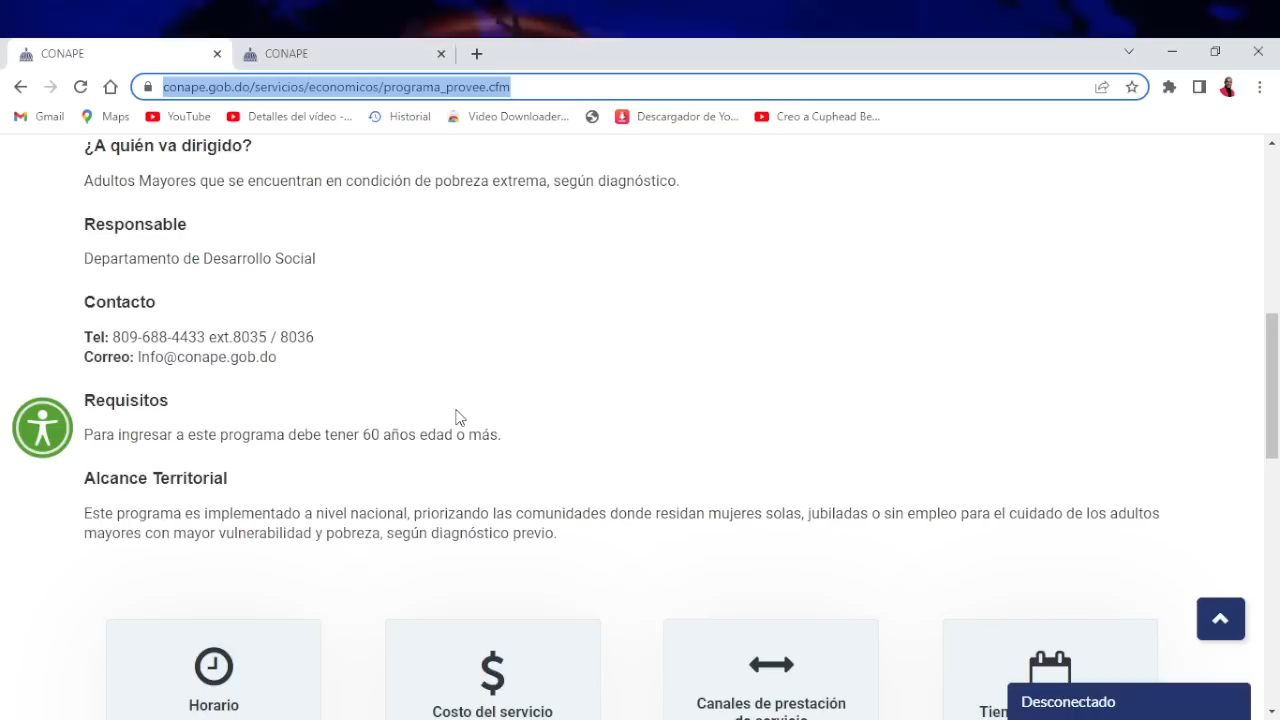 CONAPE
CONAPE
conape.gob.do/servicios/economicos/programa_provee.cfm
Gmail Maps YouTube Detalles del vídeo -... Historial Video Downloader... Descargador de Yo... Creo a Cuphead Be...
¿A quién va dirigido?
Adultos Mayores que se encuentran en condición de pobreza extrema, según diagnóstico.
Responsable
Departamento de Desarrollo Social
Contacto
Tel: 809-688-4433 ext.8035 / 8036
Correo: Info@conape.gob.do
Requisitos
Para ingresar a este programa debe tener 60 años edad o más.
Alcance Territorial
Este programa es implementado a nivel nacional, priorizando las comunidades donde residan mujeres solas, jubiladas o sin empleo para el cuidado de los adultos
mayores con mayor vulnerabilidad y pobreza, según diagnóstico previo.
Horario
Costo del servicio
Canales de prestación
de servicio
Desconectado